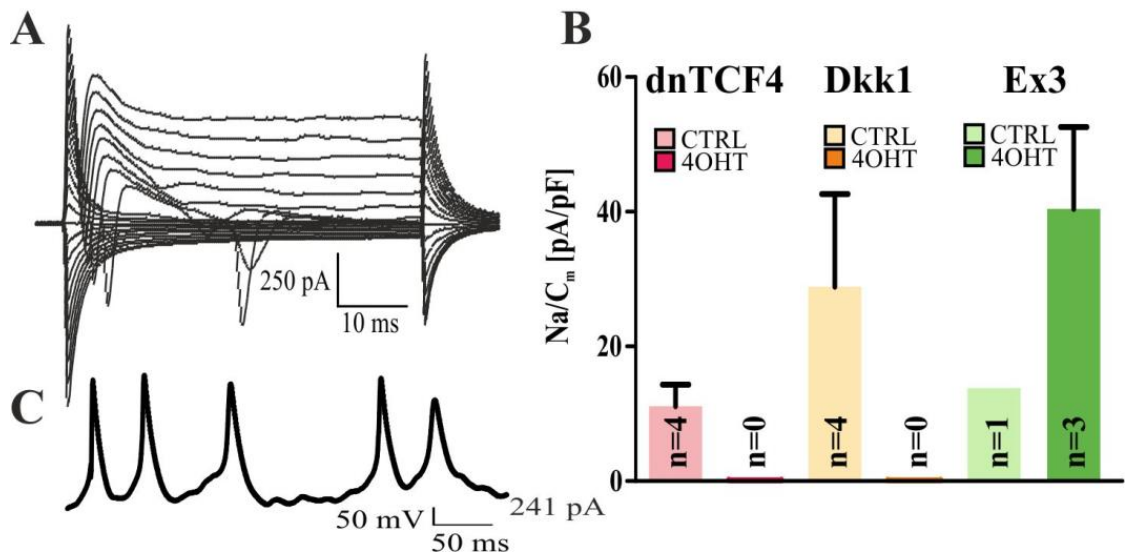 A
250 pA
10 ms
B
dnTCF4 Dkk1 Ex3
CTRL CTRL CTRL
4OHT 4OHT 4OHT
60
40
20
0
Na/Cm [pA/pF]
n=4 n=0 n=4 n=0 n=1 n=3
C
241 pA
50 mV
50 ms